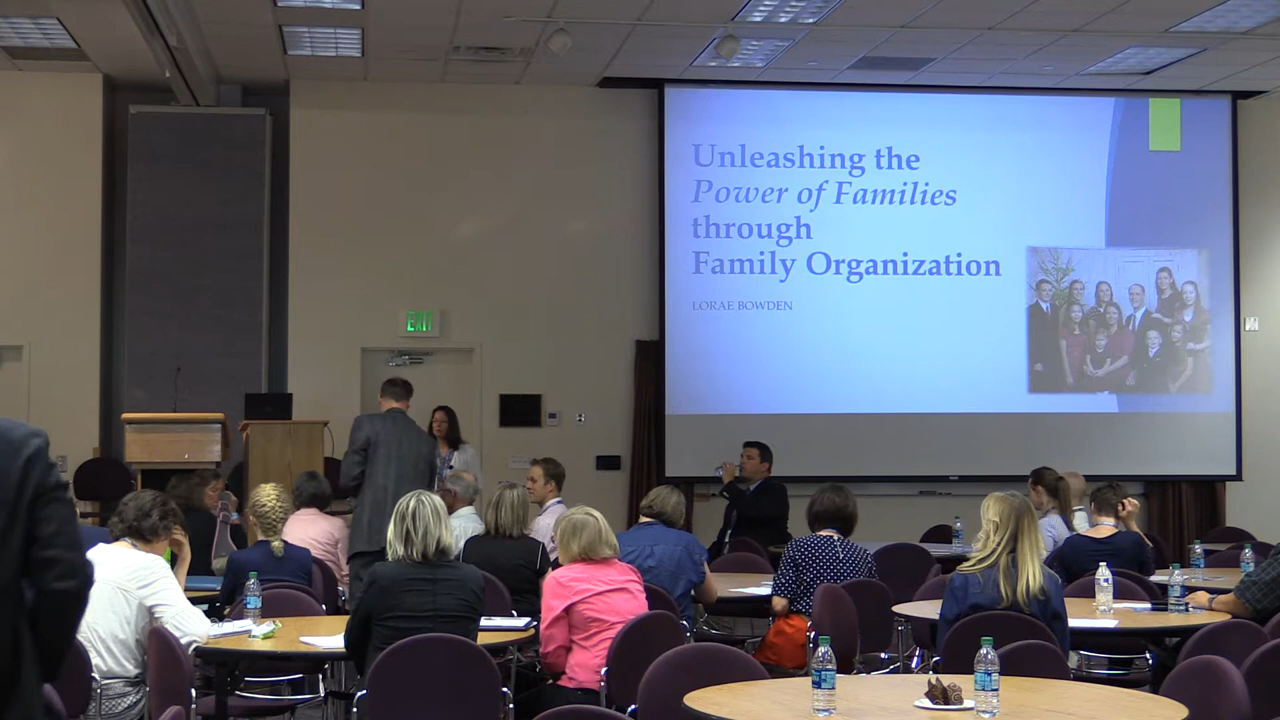 Unleashing the
Power of Families
through
Family Organization
LORAE BOWDEN
EXIT